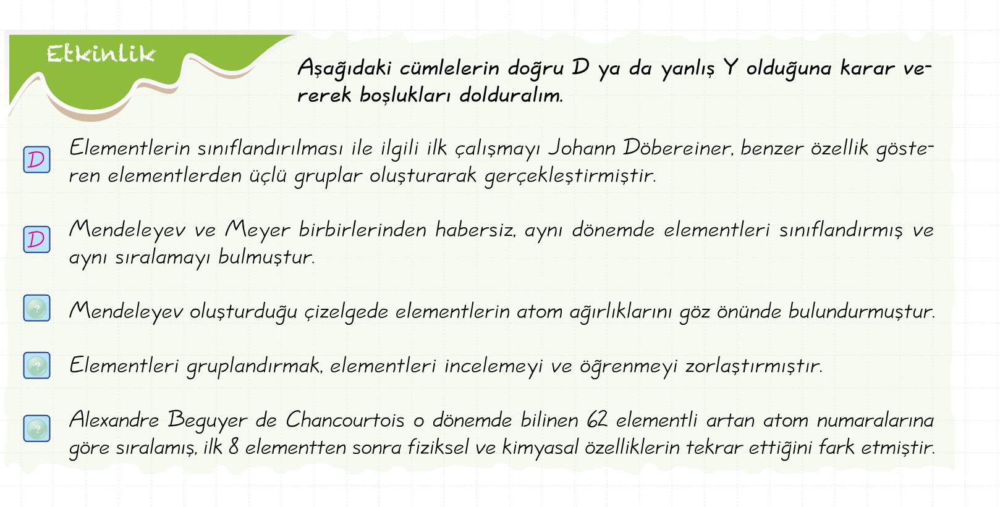 Etkinlik
Aşağıdaki cümlelerin doğru D ya da yanlış Y olduğuna karar ve-
rerek boşlukları dolduralım.
D
Elementlerin sınıflandırılması ile ilgili ilk çalışmayı Johann Döbereiner, benzer özellik göste-
ren elementlerden üçlü gruplar oluşturarak gerçekleştirmiştir.
D
Mendeleyev ve Meyer birbirlerinden habersiz, aynı dönemde elementleri sınıflandırmış ve
aynı sıralamayı bulmuştur.
?
Mendeleyev oluşturduğu çizelgede elementlerin atom ağırlıklarını göz önünde bulundurmuştur.
?
Elementleri gruplandırmak, elementleri incelemeyi ve öğrenmeyi zorlaştırmıştır.
?
Alexandre Beguyer de Chancourtois o dönemde bilinen 62 elementli artan atom numaralarına
göre sıralamış, ilk 8 elementten sonra fiziksel ve kimyasal özelliklerin tekrar ettiğini fark etmiştir.